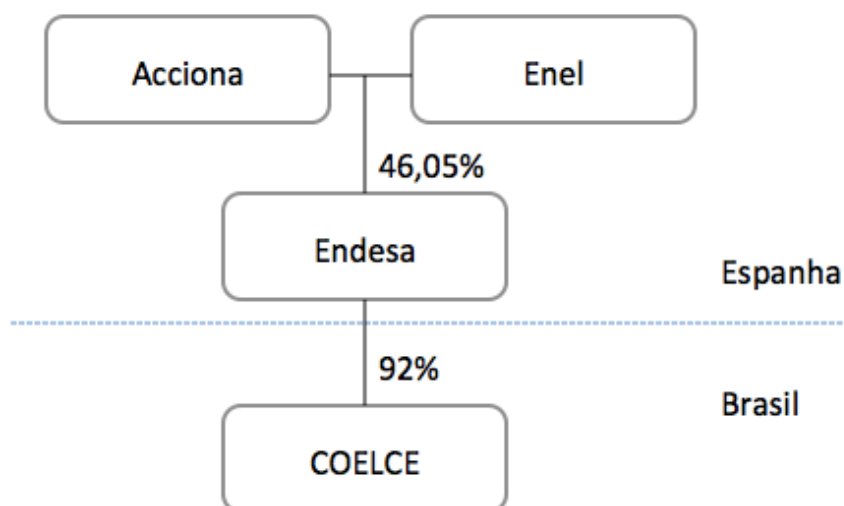 Acciona
Enel
46,05%
Endesa
Espanha
92%
Brasil
COELCE